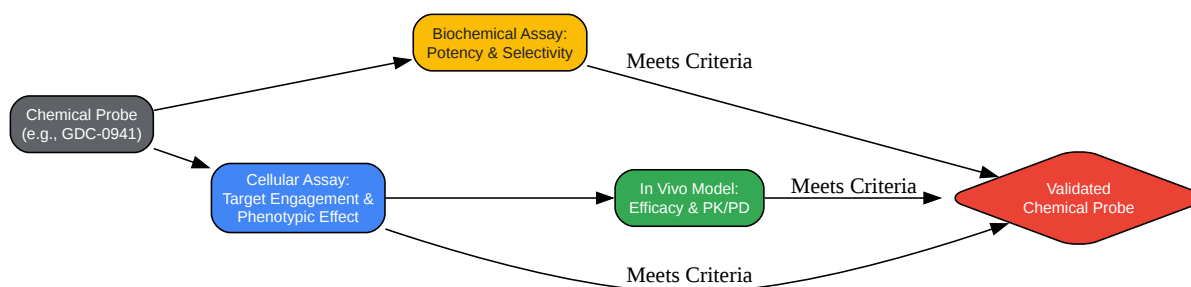 Biochemical Assay:
Potency & Selectivity
Meets Criteria
Chemical Probe
(e.g., GDC-0941)
Cellular Assay:
Target Engagement &
Phenotypic Effect
In Vivo Model:
Efficacy & PK/PD
Meets Criteria
Validated
Chemical Probe
Meets Criteria